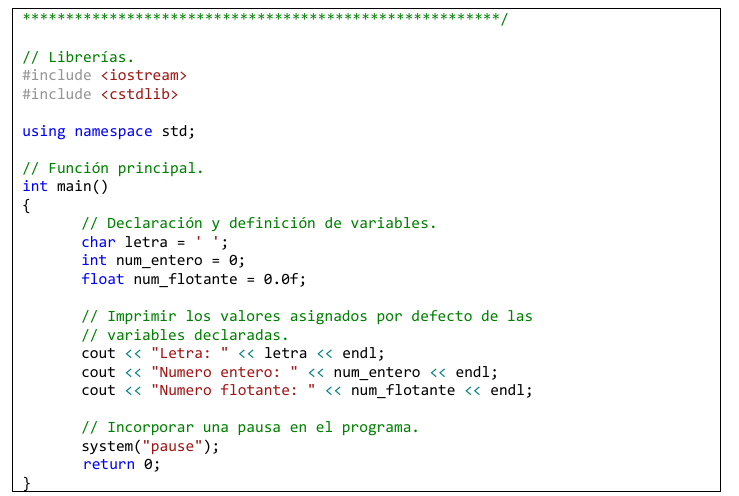 *******************************************************/
// Librerías.
#include <iostream>
#include <cstdlib>
using namespace std;
// Función principal.
int main()
{
// Declaración y definición de variables.
char letra = ' ';
int num_entero = 0;
float num_flotante = 0.0f;
// Imprimir los valores asignados por defecto de las
// variables declaradas.
cout << "Letra: " << letra << endl;
cout << "Numero entero: " << num_entero << endl;
cout << "Numero flotante: " << num_flotante << endl;
// Incorporar una pausa en el programa.
system("pause");
return 0;
}